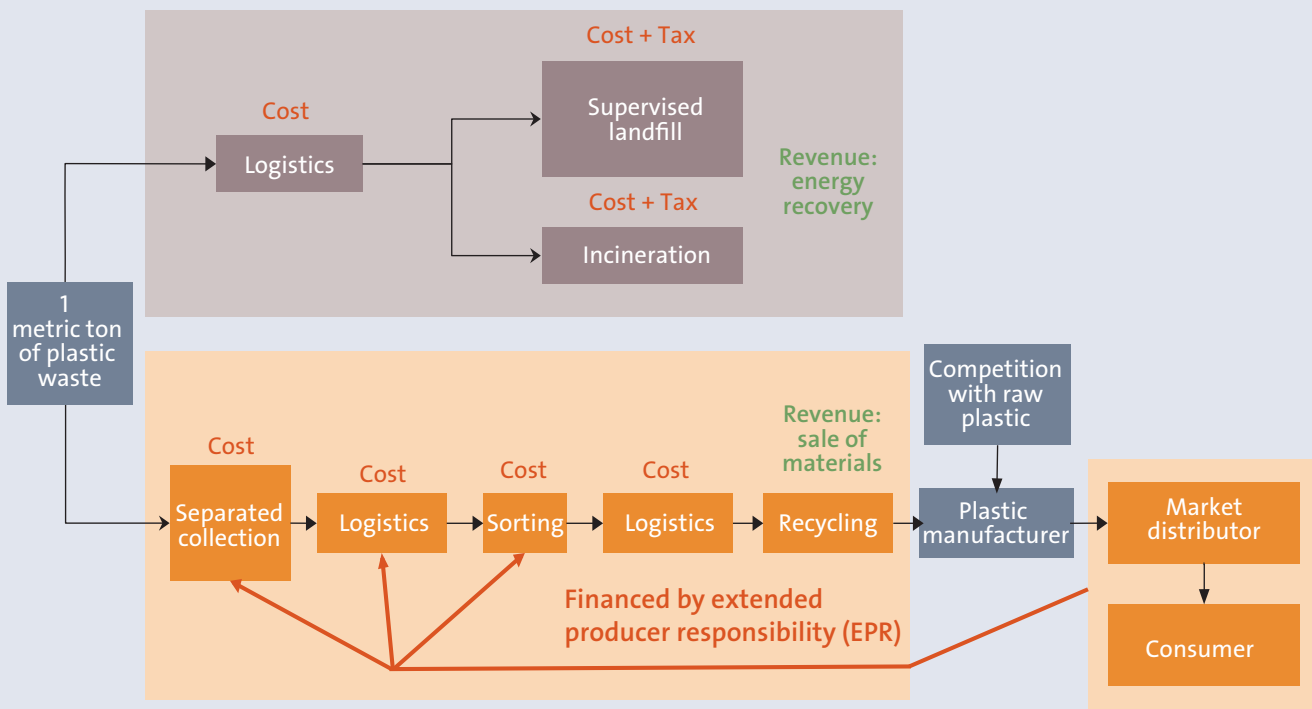 Cost + Tax
Cost
Supervised
landfill
Logistics
Revenue:
energy
recovery
Cost + Tax
Incineration
1
metric ton
of plastic
waste
Competition
with raw
plastic
Revenue:
sale of
materials
Cost
Cost
Cost
Cost
Separated
collection
Logistics
Sorting
Logistics
Recycling
Plastic
manufacturer
Market
distributor
Financed by extended
producer responsibility (EPR)
Consumer